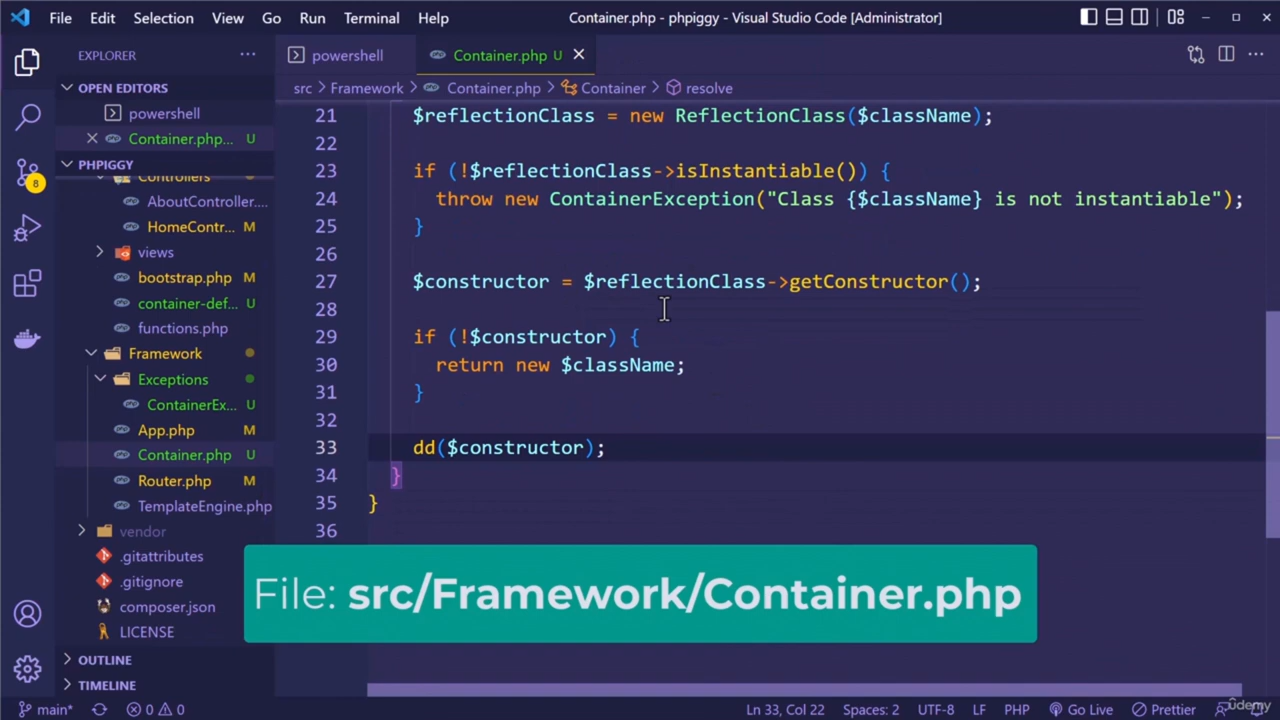 File Edit Selection View Go Run Terminal Help
Container.php - phpiggy - Visual Studio Code [Administrator]
EXPLORER
powershell
Container.php U
OPEN EDITORS
powershell
Container.php... U
PHPIGGY
Controllers
AboutController....
HomeContr... M
views
bootstrap.php M
container-def...
functions.php
Framework
Exceptions
ContainerEx... U
App.php M
Container.php U
Router.php M
TemplateEngine.php
vendor
.gitattributes
.gitignore
composer.json
LICENSE
OUTLINE
TIMELINE
src > Framework > Container.php > Container > resolve
21 $reflectionClass = new ReflectionClass($className);
22
23 if (!$reflectionClass->isInstantiable()) {
24 throw new ContainerException("Class {$className} is not instantiable");
25 }
26
27 $constructor = $reflectionClass->getConstructor();
28
29 if (!$constructor) {
30 return new $className;
31 }
32
33 dd($constructor);
34 }
35 }
36
File: src/Framework/Container.php
8
main* 0 0
Ln 33, Col 22 Spaces: 2 UTF-8 LF PHP Go Live Prettier
udemy